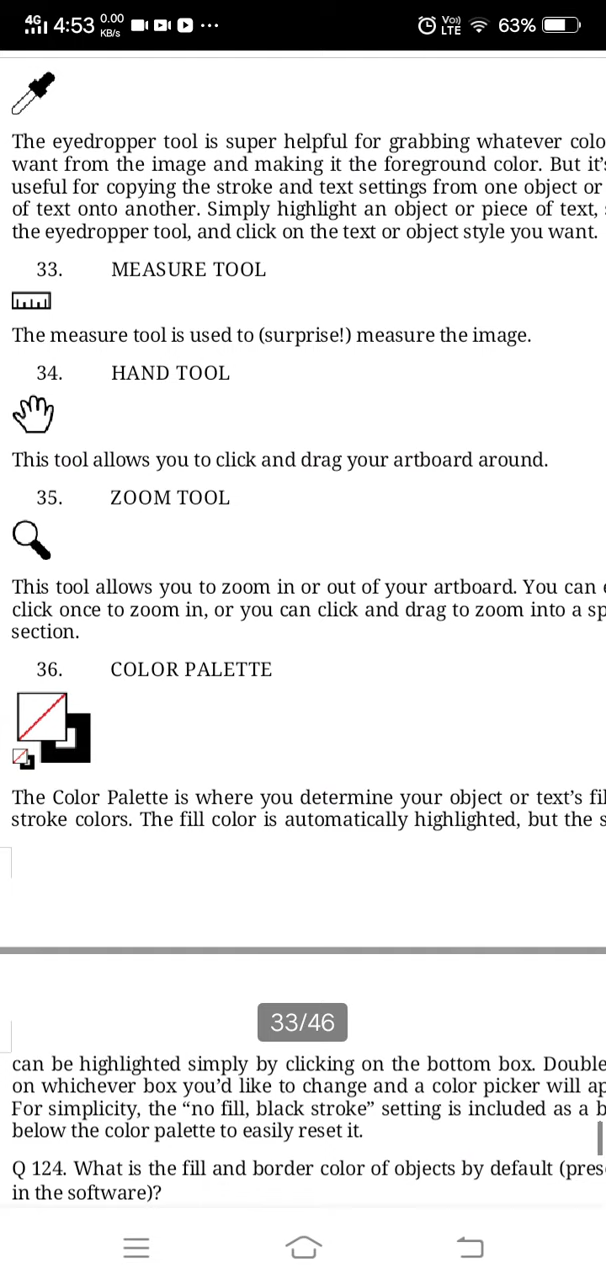 4G 4:53 0.00 KB/s ... Vo)) LTE 63%
The eyedropper tool is super helpful for grabbing whatever
want from the image and making it the foreground color. But
useful for copying the stroke and text settings from one object or
of text onto another. Simply highlight an object or piece of text,
the eyedropper tool, and click on the text or object style you want.
33. MEASURE TOOL
The measure tool is used to (surprise!) measure the image.
34. HAND TOOL
This tool allows you to click and drag your artboard around.
35. ZOOM TOOL
This tool allows you to zoom in or out of your artboard. You can
click once to zoom in, or you can click and drag to zoom into a
section.
36. COLOR PALETTE
The Color Palette is where you determine your object or text's
stroke colors. The fill color is automatically highlighted, but the
33/46
can be highlighted simply by clicking on the bottom box. Double
on whichever box you'd like to change and a color picker will
For simplicity, the “no fill, black stroke” setting is included as a
below the color palette to easily reset it.
Q 124. What is the fill and border color of objects by default
in the software)?